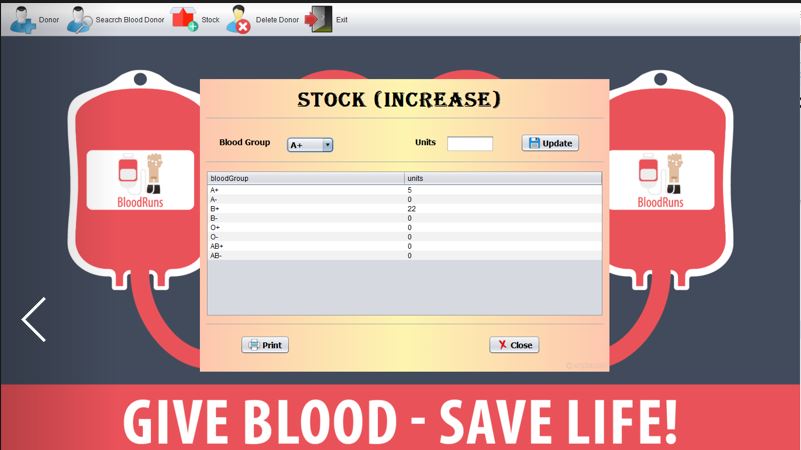 Donor Seacrch Blood Donor Stock Delete Donor Exit
STOCK (INCREASE)
Blood Group A+ Units Update
bloodGroup units
A+ 5
A- 0
B+ 22
B- 0
O+ 0
O- 0
AB+ 0
AB- 0
BloodRuns
BloodRuns
Print Close
GIVE BLOOD - SAVE LIFE!